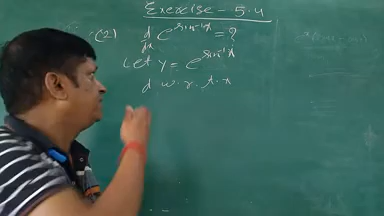 Exercise - 5.4
(2) d/dx e^{sin⁻¹x} = ?
Let y = e^{sin⁻¹x}
d w.r.t.x